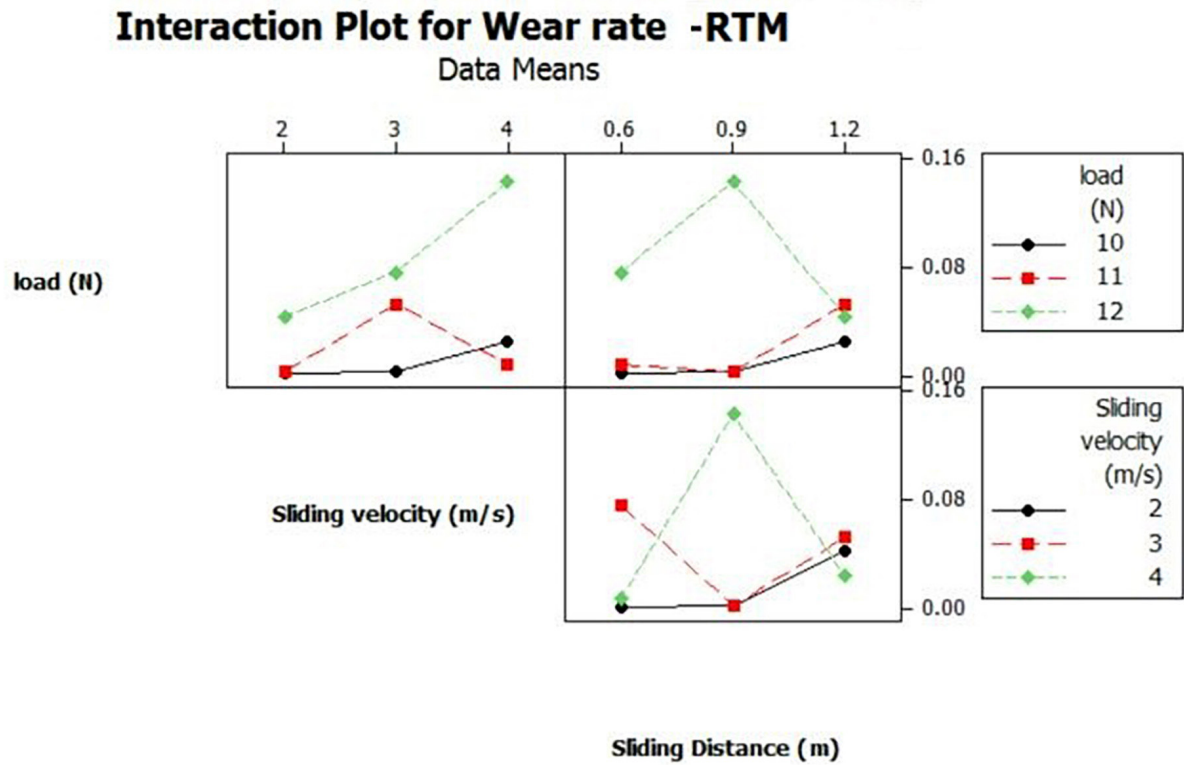 Interaction Plot for Wear rate -RTM
Data Means
2 3 4 0.6 0.9 1.2
0.16
0.08
0.00
load (N)
load
(N)
10
11
12
0.16
0.08
0.00
Sliding velocity (m/s)
Sliding
velocity
(m/s)
2
3
4
Sliding Distance (m)